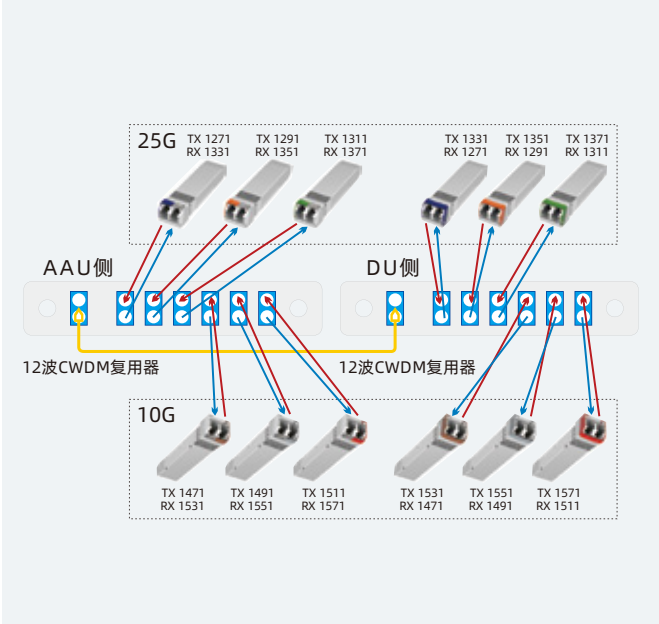 25G
TX 1271
RX 1331
TX 1291
RX 1351
TX 1311
RX 1371
TX 1331
RX 1271
TX 1351
RX 1291
TX 1371
RX 1311
AAU侧
DU侧
12波CWDM复用器
12波CWDM复用器
10G
TX 1471
RX 1531
TX 1491
RX 1551
TX 1511
RX 1571
TX 1531
RX 1471
TX 1551
RX 1491
TX 1571
RX 1511